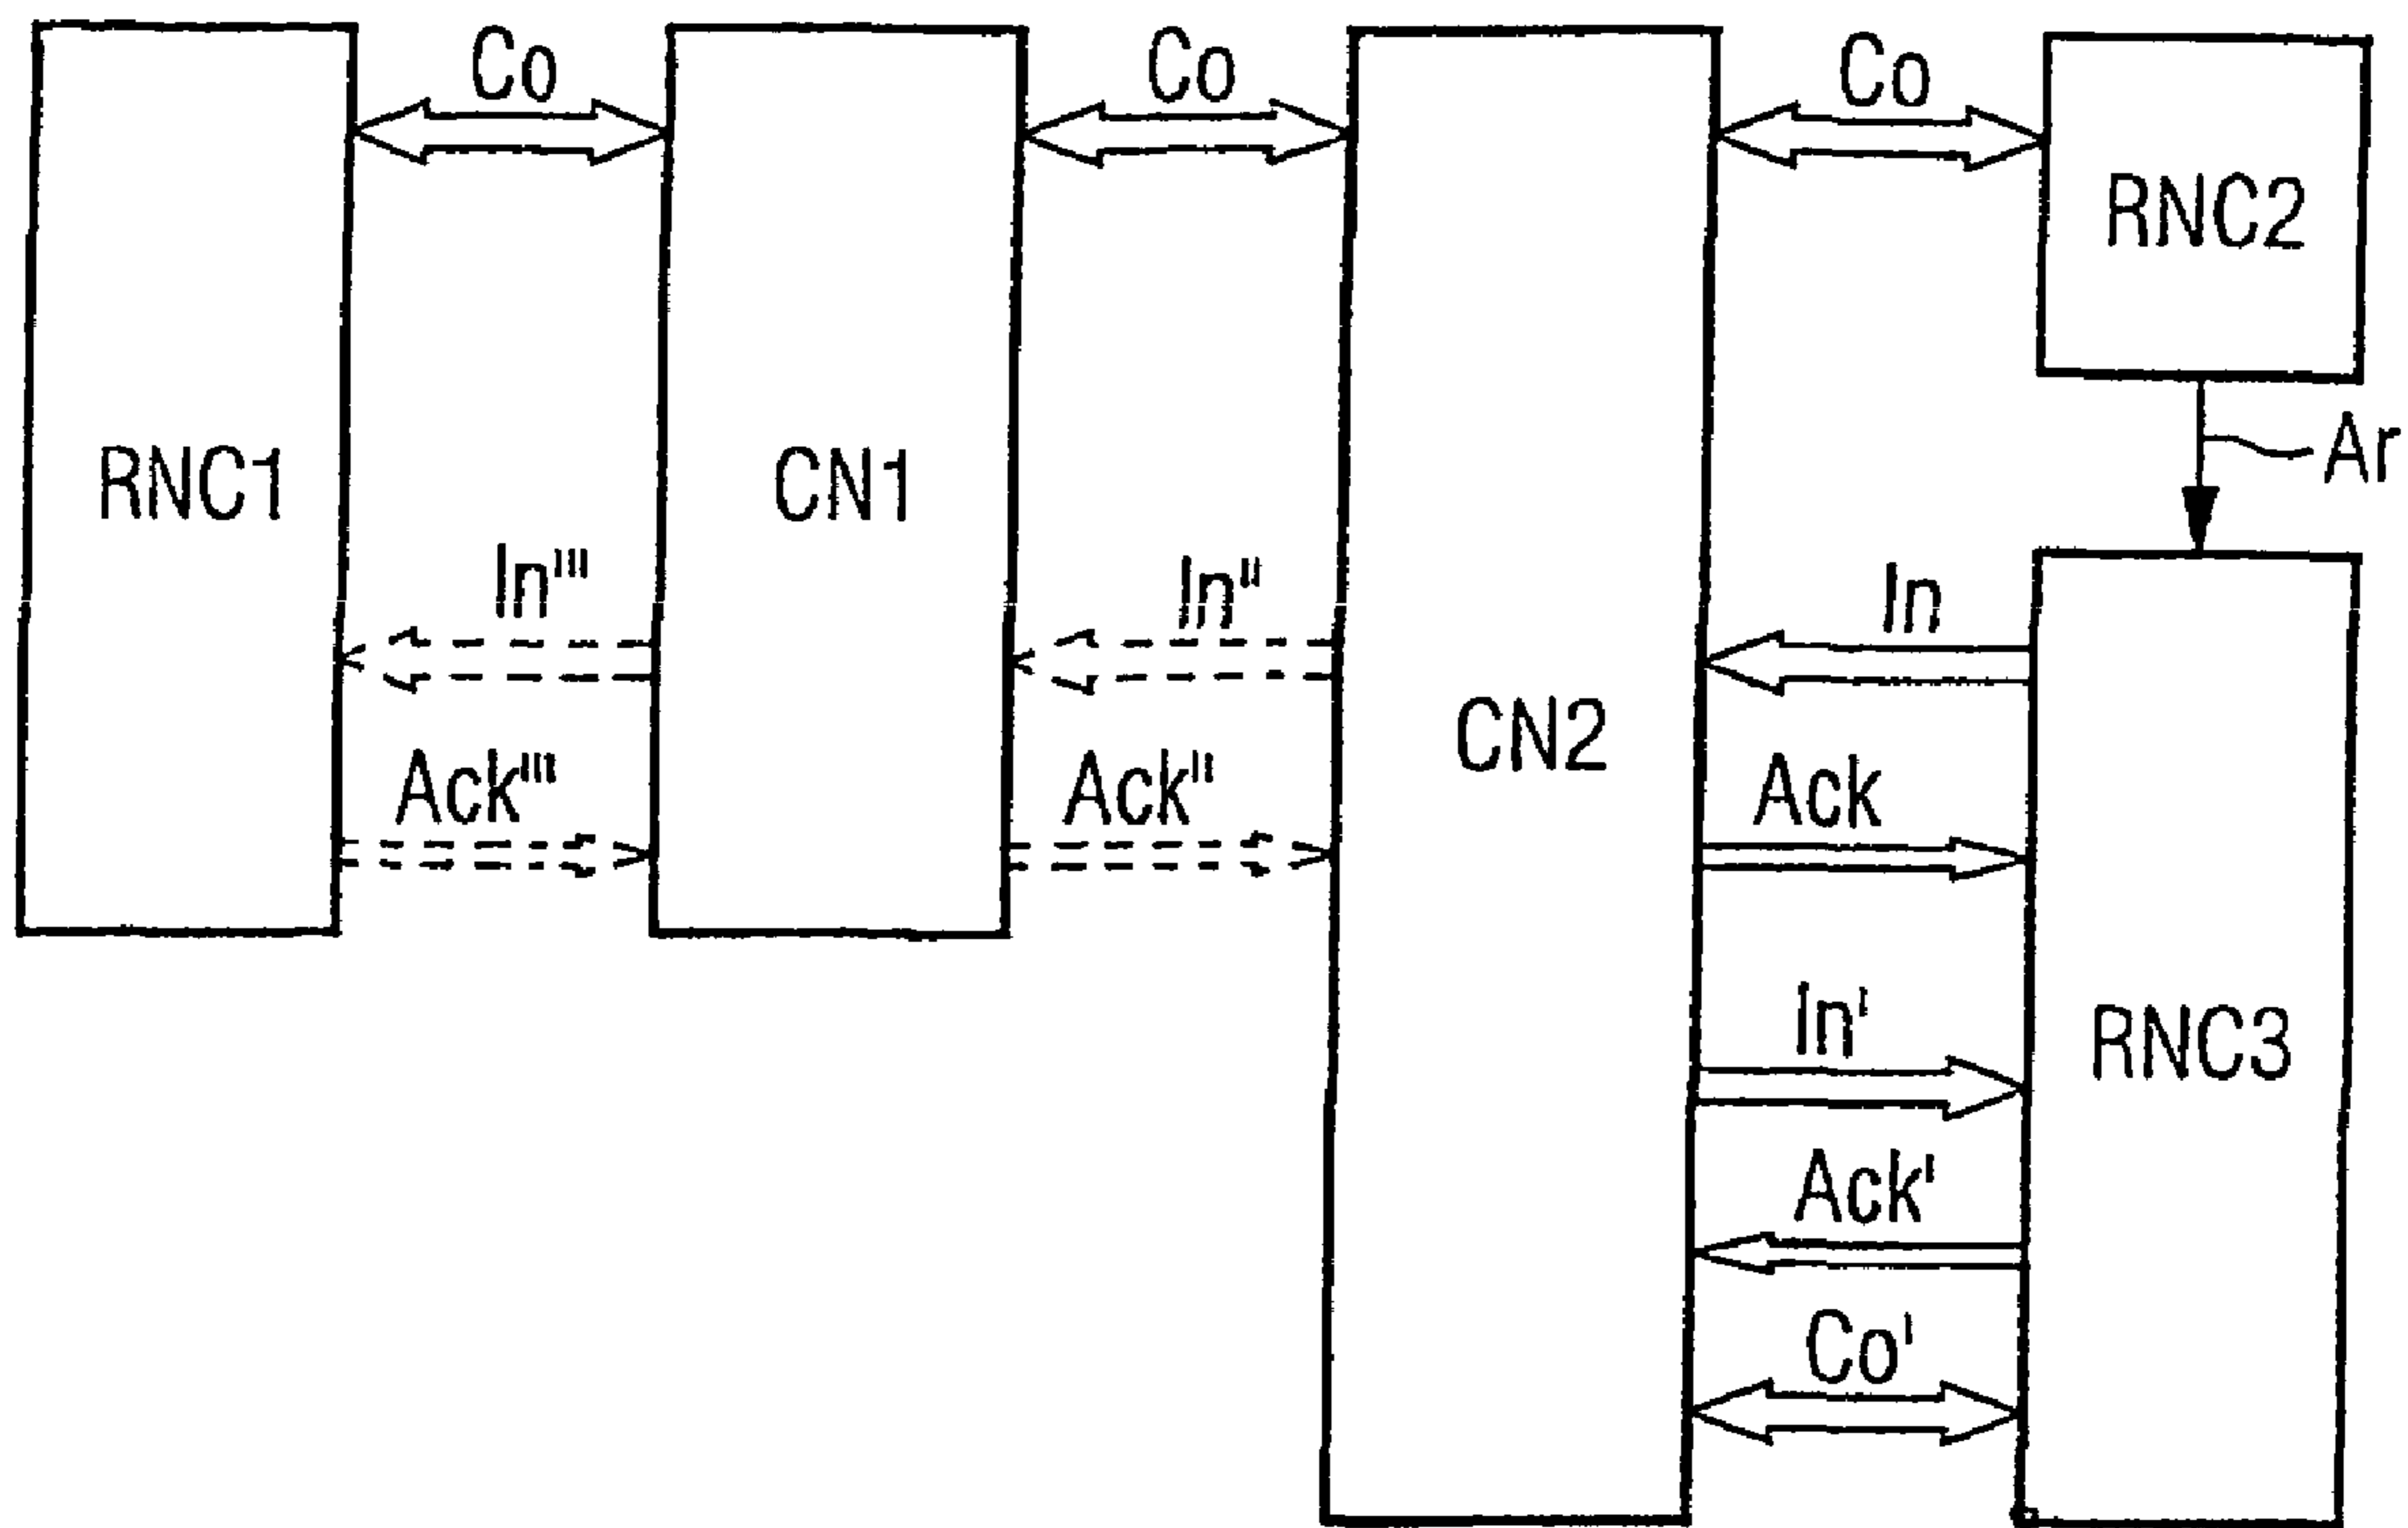 Co Co Co
RNC2
Ar
RNC1 CN1
In''' In'' In
CN2
Ack''' Ack'' Ack
In'
RNC3
Ack'
Co'